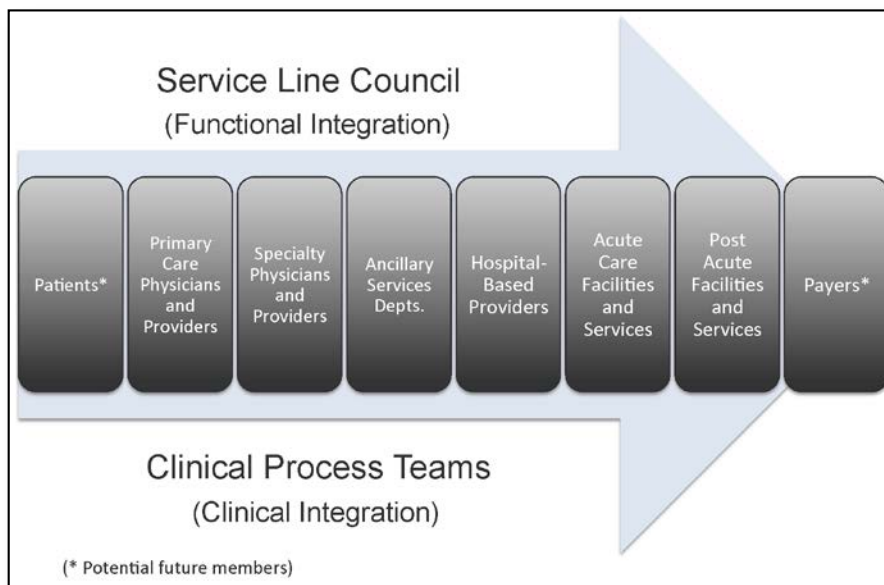 Service Line Council
(Functional Integration)
Patients*
Primary
Care
Physicians
and
Providers
Specialty
Physicians
and
Providers
Ancillary
Services
Depts.
Hospital-
Based
Providers
Acute
Care
Facilities
and
Services
Post
Acute
Facilities
and
Services
Payers*
Clinical Process Teams
(Clinical Integration)
(* Potential future members)